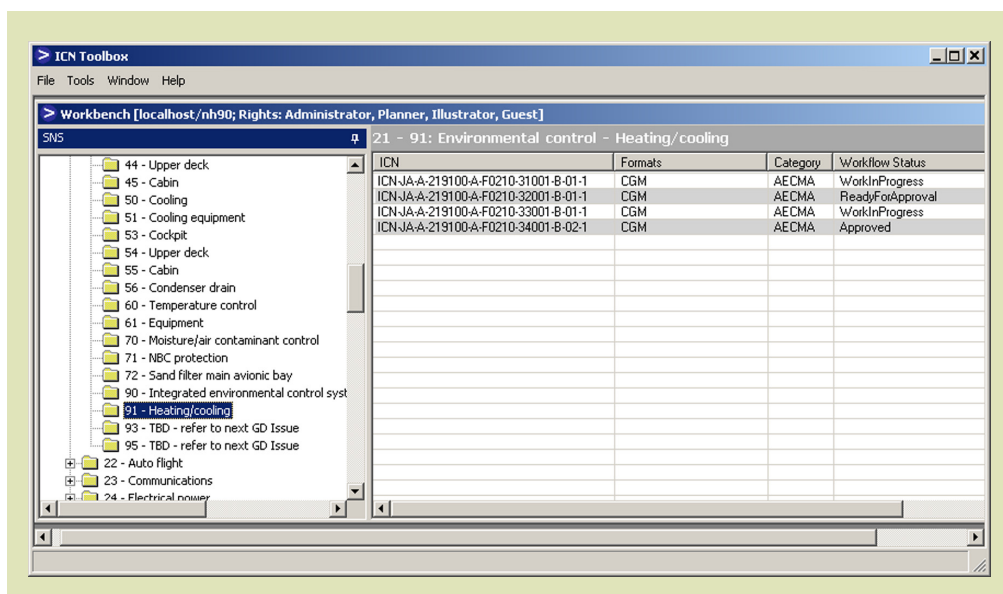 ICN Toolbox
File Tools Window Help
Workbench [localhost/nh90; Rights: Administrator, Planner, Illustrator, Guest]
SNS
21 - 91: Environmental control - Heating/cooling
44 - Upper deck
45 - Cabin
50 - Cooling
51 - Cooling equipment
53 - Cockpit
54 - Upper deck
55 - Cabin
56 - Condenser drain
60 - Temperature control
61 - Equipment
70 - Moisture/air contaminant control
71 - NBC protection
72 - Sand filter main avionic bay
90 - Integrated environmental control syst
91 - Heating/cooling
93 - TBD - refer to next GD Issue
95 - TBD - refer to next GD Issue
22 - Auto flight
23 - Communications
24 - Electrical power
ICN Formats Category Workflow Status
ICN-JA-A-219100-A-F0210-31001-B-01-1 CGM AECMA WorkInProgress
ICN-JA-A-219100-A-F0210-32001-B-01-1 CGM AECMA ReadyForApproval
ICN-JA-A-219100-A-F0210-33001-B-01-1 CGM AECMA WorkInProgress
ICN-JA-A-219100-A-F0210-34001-B-02-1 CGM AECMA Approved